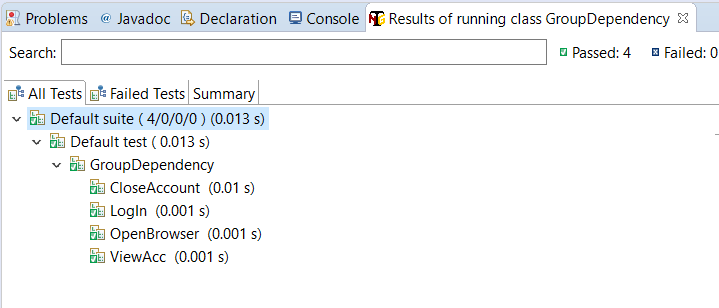 Problems @ Javadoc Declaration Console Results of running class GroupDependency
Search: Passed: 4 Failed: 0
All Tests Failed Tests Summary
Default suite ( 4/0/0/0 ) (0.013 s)
Default test ( 0.013 s)
GroupDependency
CloseAccount (0.01 s)
LogIn (0.001 s)
OpenBrowser (0.001 s)
ViewAcc (0.001 s)